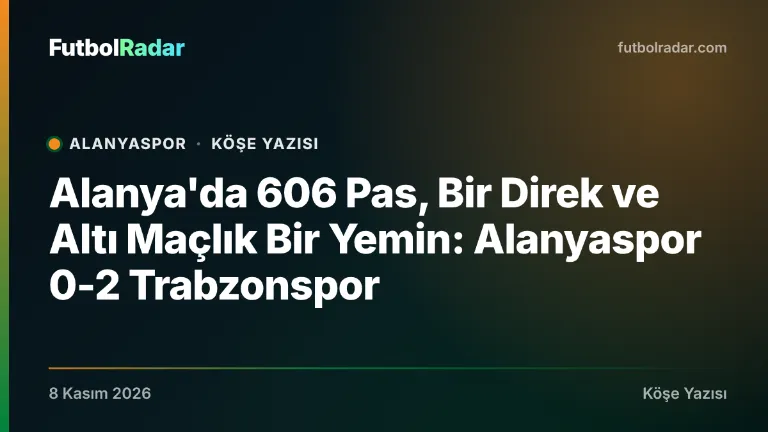 FutbolRadar
futbolradar.com
ALANYASPOR · KÖŞE YAZISI
Alanya'da 606 Pas, Bir Direk ve
Altı Maçlık Bir Yemin: Alanyaspor
0-2 Trabzonspor
8 Kasım 2026
Köşe Yazısı